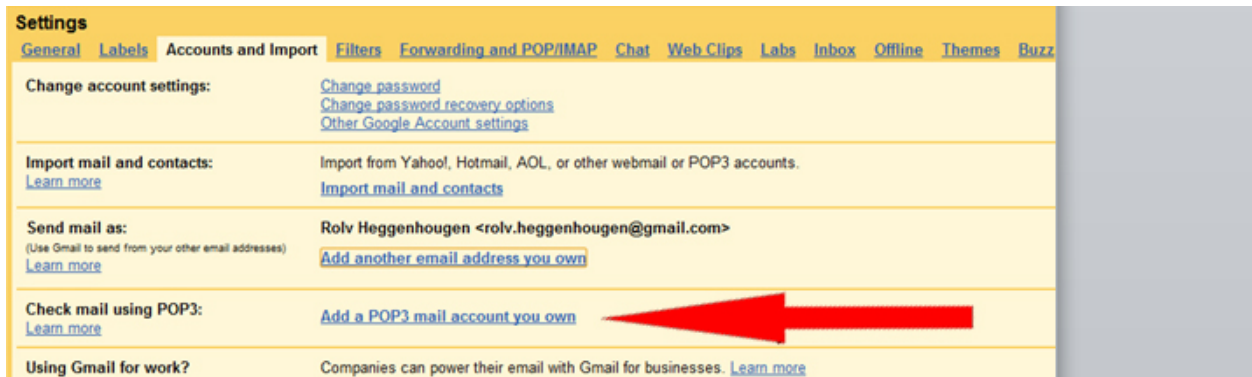 Settings
General Labels Accounts and Import Filters Forwarding and POP/IMAP Chat Web Clips Labs Inbox Offline Themes Buzz
Change account settings: Change password
Change password recovery options
Other Google Account settings
Import mail and contacts: Import from Yahoo!, Hotmail, AOL, or other webmail or POP3 accounts.
Learn more
Import mail and contacts
Send mail as: Rolv Heggenhougen <rolv.heggenhougen@gmail.com>
(Use Gmail to send from your other email addresses)
Add another email address you own
Learn more
Check mail using POP3: Add a POP3 mail account you own
Learn more
Using Gmail for work? Companies can power their email with Gmail for businesses. Learn more